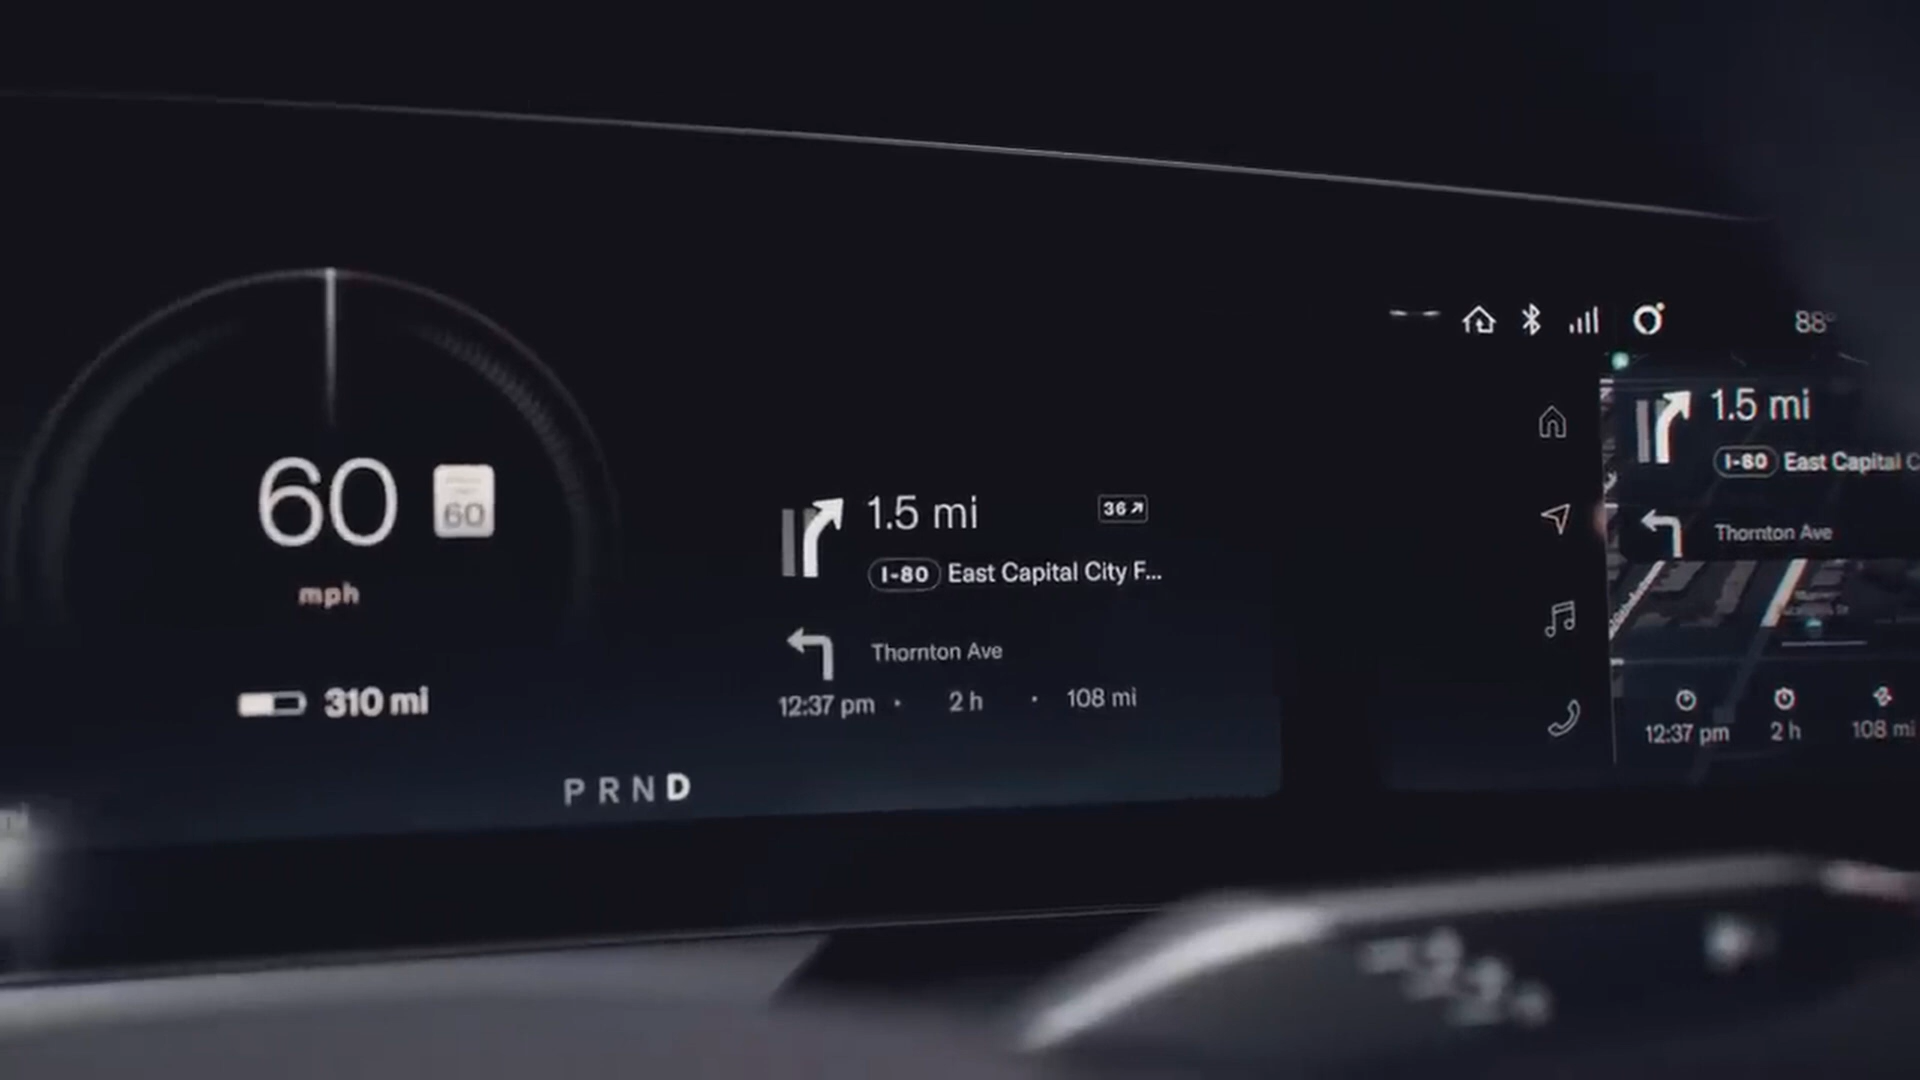 60
60
mph
310 mi
P R N D
1.5 mi
36
I-80 East Capital City F...
Thornton Ave
12:37 pm · 2 h · 108 mi
88°
1.5 mi
I-80 East Capital C
Thornton Ave
12:37 pm 2 h 108 mi